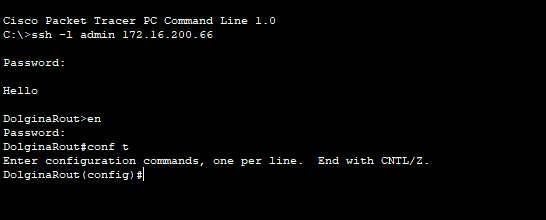 Cisco Packet Tracer PC Command Line 1.0
C:\>ssh -l admin 172.16.200.66
Password:
Hello
DolginaRout>en
Password:
DolginaRout#conf t
Enter configuration commands, one per line.  End with CNTL/Z.
DolginaRout(config)#